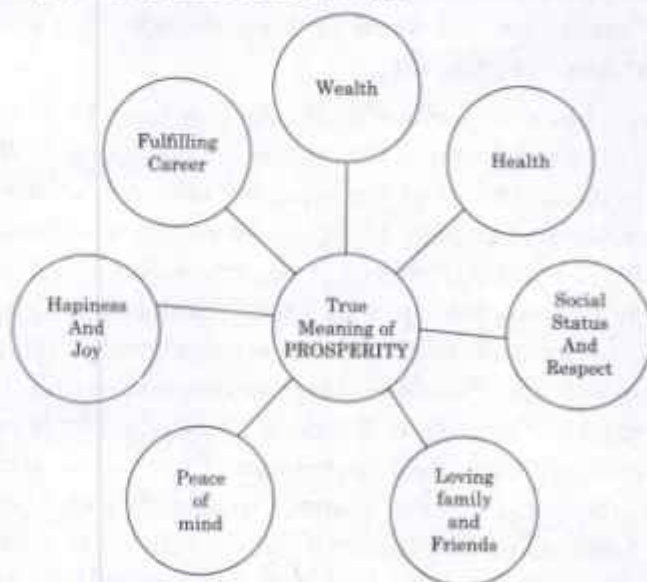 Wealth
Fulfilling
Career
Health
Hapiness
And
Joy
True
Meaning of
PROSPERITY
Social
Status
And
Respect
Peace
of
mind
Loving
family
and
Friends